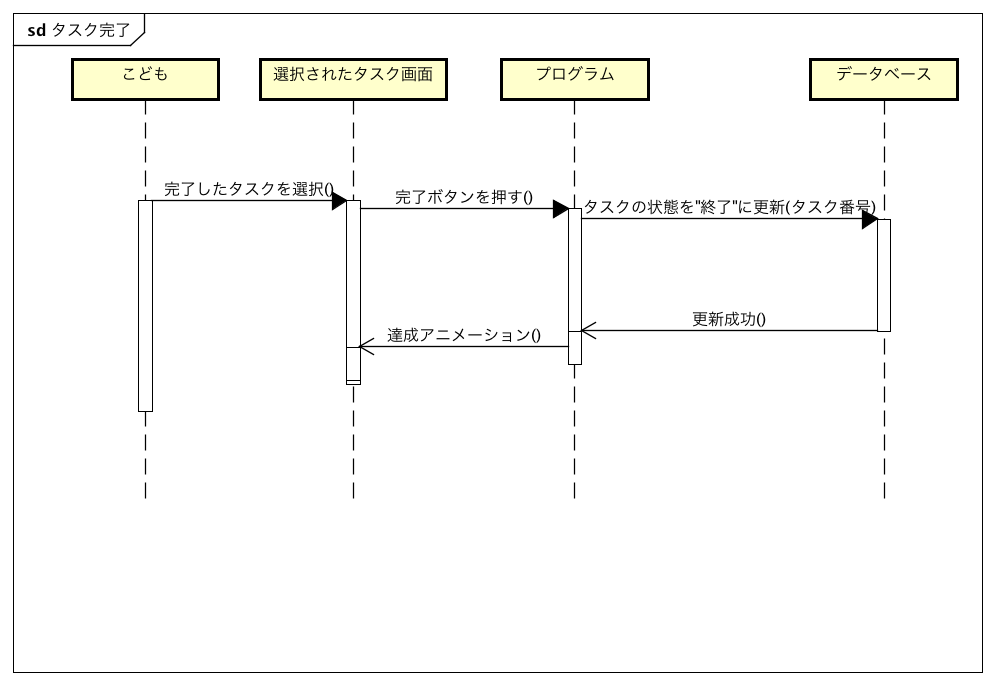 sd タスク完了
こども
選択されたタスク画面
プログラム
データベース
完了したタスクを選択()
完了ボタンを押す()
タスクの状態を"終了"に更新(タスク番号)
更新成功()
達成アニメーション()